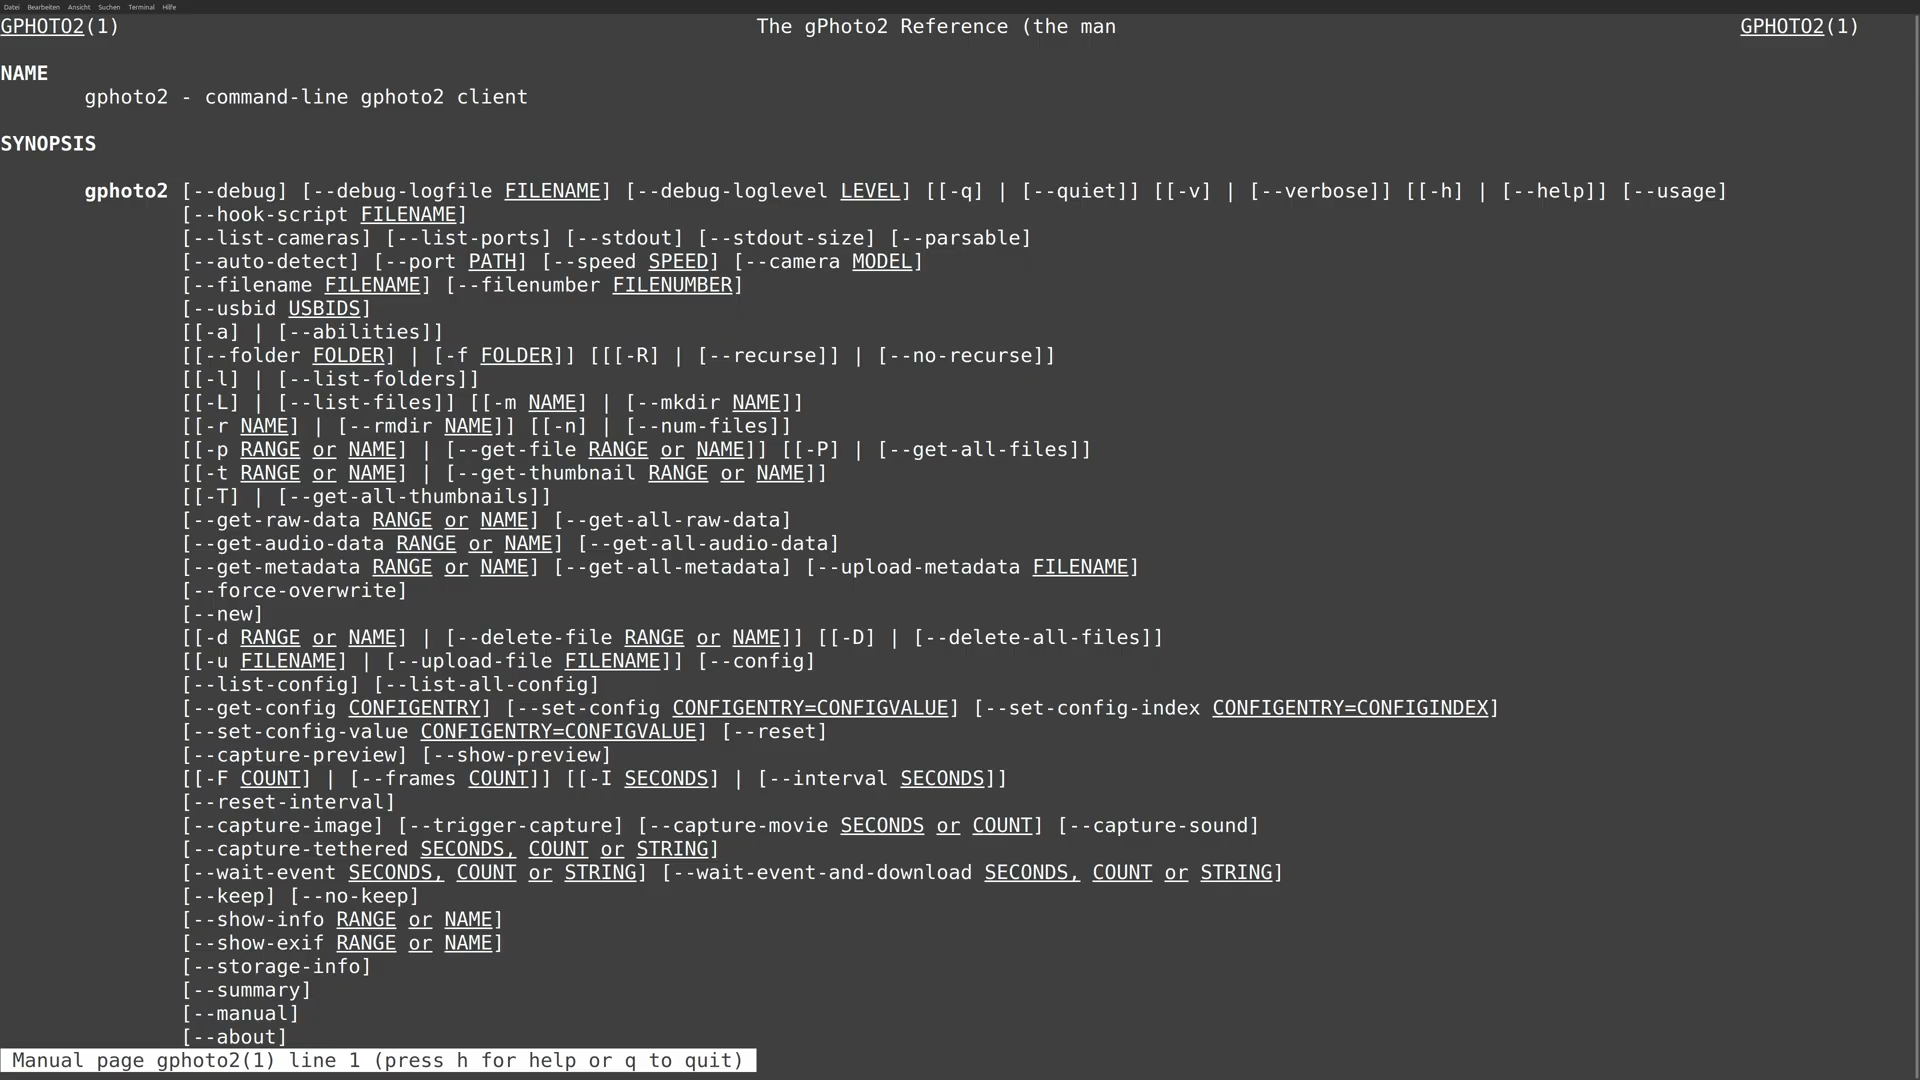 Datei Bearbeiten Ansicht Suchen Terminal Hilfe
GPHOTO2(1) The gPhoto2 Reference (the man GPHOTO2(1)
NAME
gphoto2 - command-line gphoto2 client
SYNOPSIS
gphoto2 [--debug] [--debug-logfile FILENAME] [--debug-loglevel LEVEL] [[-q] | [--quiet]] [[-v] | [--verbose]] [[-h] | [--help]] [--usage]
[--hook-script FILENAME]
[--list-cameras] [--list-ports] [--stdout] [--stdout-size] [--parsable]
[--auto-detect] [--port PATH] [--speed SPEED] [--camera MODEL]
[--filename FILENAME] [--filenumber FILENUMBER]
[--usbid USBIDS]
[[-a] | [--abilities]]
[[--folder FOLDER] | [-f FOLDER]] [[[-R] | [--recurse]] | [--no-recurse]]
[[-l] | [--list-folders]]
[[-L] | [--list-files]] [[-m NAME] | [--mkdir NAME]]
[[-r NAME] | [--rmdir NAME]] [[-n] | [--num-files]]
[[-p RANGE or NAME] | [--get-file RANGE or NAME]] [[-P] | [--get-all-files]]
[[-t RANGE or NAME] | [--get-thumbnail RANGE or NAME]]
[[-T] | [--get-all-thumbnails]]
[--get-raw-data RANGE or NAME] [--get-all-raw-data]
[--get-audio-data RANGE or NAME] [--get-all-audio-data]
[--get-metadata RANGE or NAME] [--get-all-metadata] [--upload-metadata FILENAME]
[--force-overwrite]
[--new]
[[-d RANGE or NAME] | [--delete-file RANGE or NAME]] [[-D] | [--delete-all-files]]
[[-u FILENAME] | [--upload-file FILENAME]] [--config]
[--list-config] [--list-all-config]
[--get-config CONFIGENTRY] [--set-config CONFIGENTRY=CONFIGVALUE] [--set-config-index CONFIGENTRY=CONFIGINDEX]
[--set-config-value CONFIGENTRY=CONFIGVALUE] [--reset]
[--capture-preview] [--show-preview]
[[-F COUNT] | [--frames COUNT]] [[-I SECONDS] | [--interval SECONDS]]
[--reset-interval]
[--capture-image] [--trigger-capture] [--capture-movie SECONDS or COUNT] [--capture-sound]
[--capture-tethered SECONDS, COUNT or STRING]
[--wait-event SECONDS, COUNT or STRING] [--wait-event-and-download SECONDS, COUNT or STRING]
[--keep] [--no-keep]
[--show-info RANGE or NAME]
[--show-exif RANGE or NAME]
[--storage-info]
[--summary]
[--manual]
[--about]
Manual page gphoto2(1) line 1 (press h for help or q to quit)